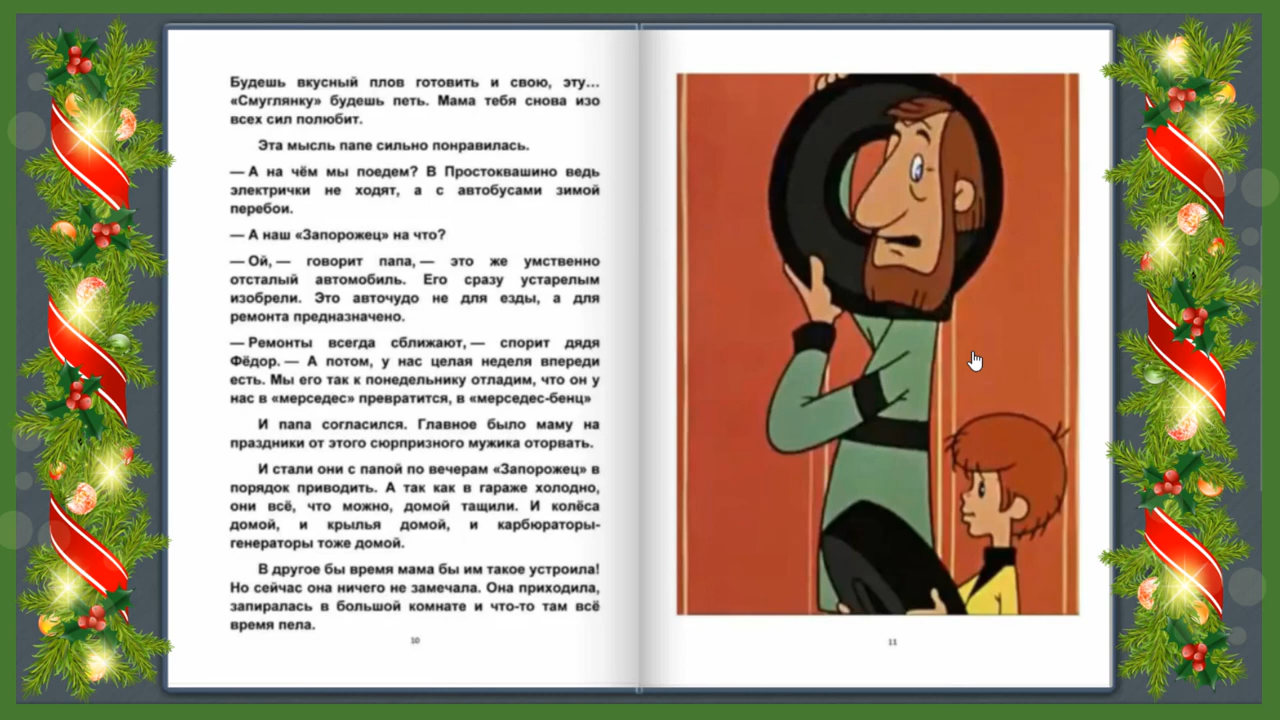 Будешь вкусный плов готовить и свою, эту...
«Смуглянку» будешь петь. Мама тебя снова изо
всех сил полюбит.
Эта мысль папе сильно понравилась.
— А на чём мы поедем? В Простоквашино ведь
электрички не ходят, а с автобусами зимой
перебои.
— А наш «Запорожец» на что?
— Ой, — говорит папа, — это же умственно
отсталый автомобиль. Его сразу устарелым
изобрели. Это авточудо не для езды, а для
ремонта предназначено.
— Ремонты всегда сближают, — спорит дядя
Фёдор. — А потом, у нас целая неделя впереди
есть. Мы его так к понедельнику отладим, что он у
нас в «мерседес» превратится, в «мерседес-бенц»
И папа согласился. Главное было маму на
праздники от этого сюрпризного мужика оторвать.
И стали они с папой по вечерам «Запорожец» в
порядок приводить. А так как в гараже холодно,
они всё, что можно, домой тащили. И колёса
домой, и крылья домой, и карбюраторы-
генераторы тоже домой.
В другое бы время мама бы им такое устроила!
Но сейчас она ничего не замечала. Она приходила,
запиралась в большой комнате и что-то там всё
время пела.
10
11